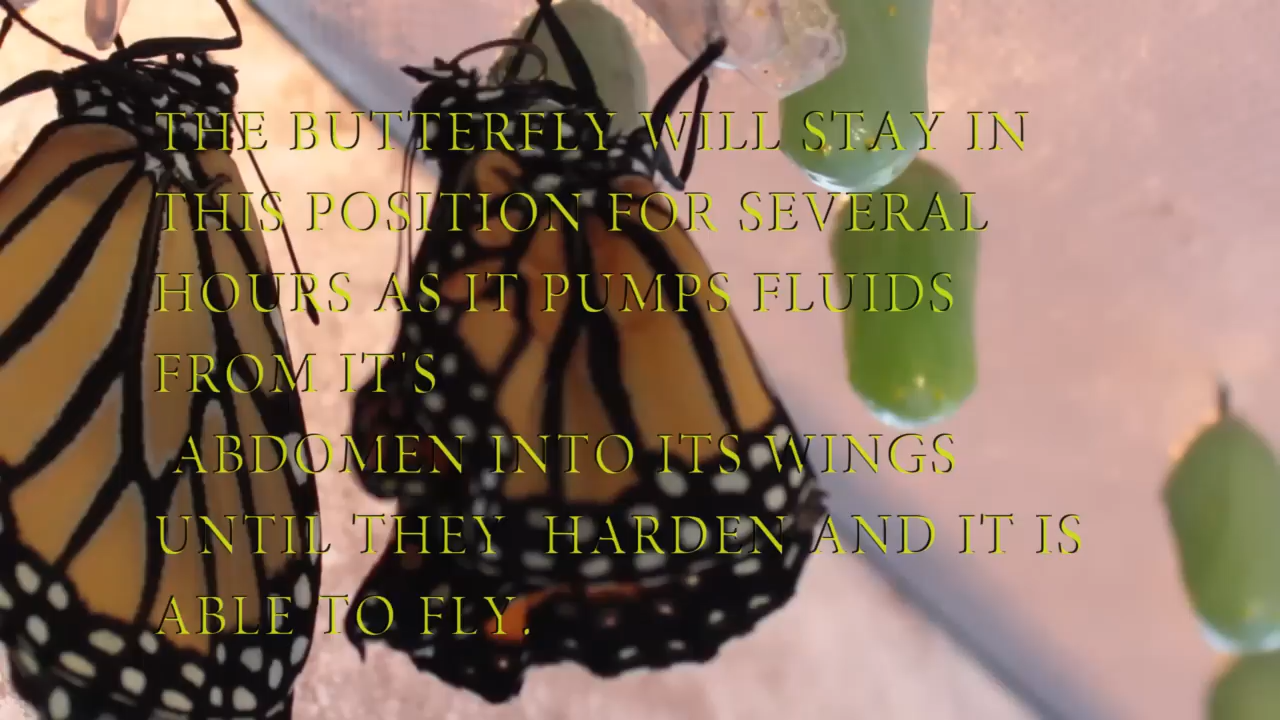 THE BUTTERFLY WILL STAY IN
THIS POSITION FOR SEVERAL
HOURS AS IT PUMPS FLUIDS
FROM IT'S
ABDOMEN INTO ITS WINGS
UNTIL THEY HARDEN AND IT IS
ABLE TO FLY.